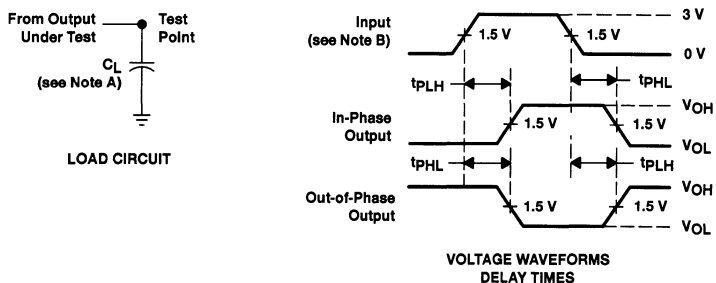 From Output
Under Test
Test
Point
CL
(see Note A)
LOAD CIRCUIT
Input
(see Note B)
1.5 V
1.5 V
3 V
0 V
tPLH
tPHL
In-Phase
Output
1.5 V
1.5 V
VOH
VOL
tPHL
tPLH
Out-of-Phase
Output
1.5 V
1.5 V
VOH
VOL
VOLTAGE WAVEFORMS
DELAY TIMES